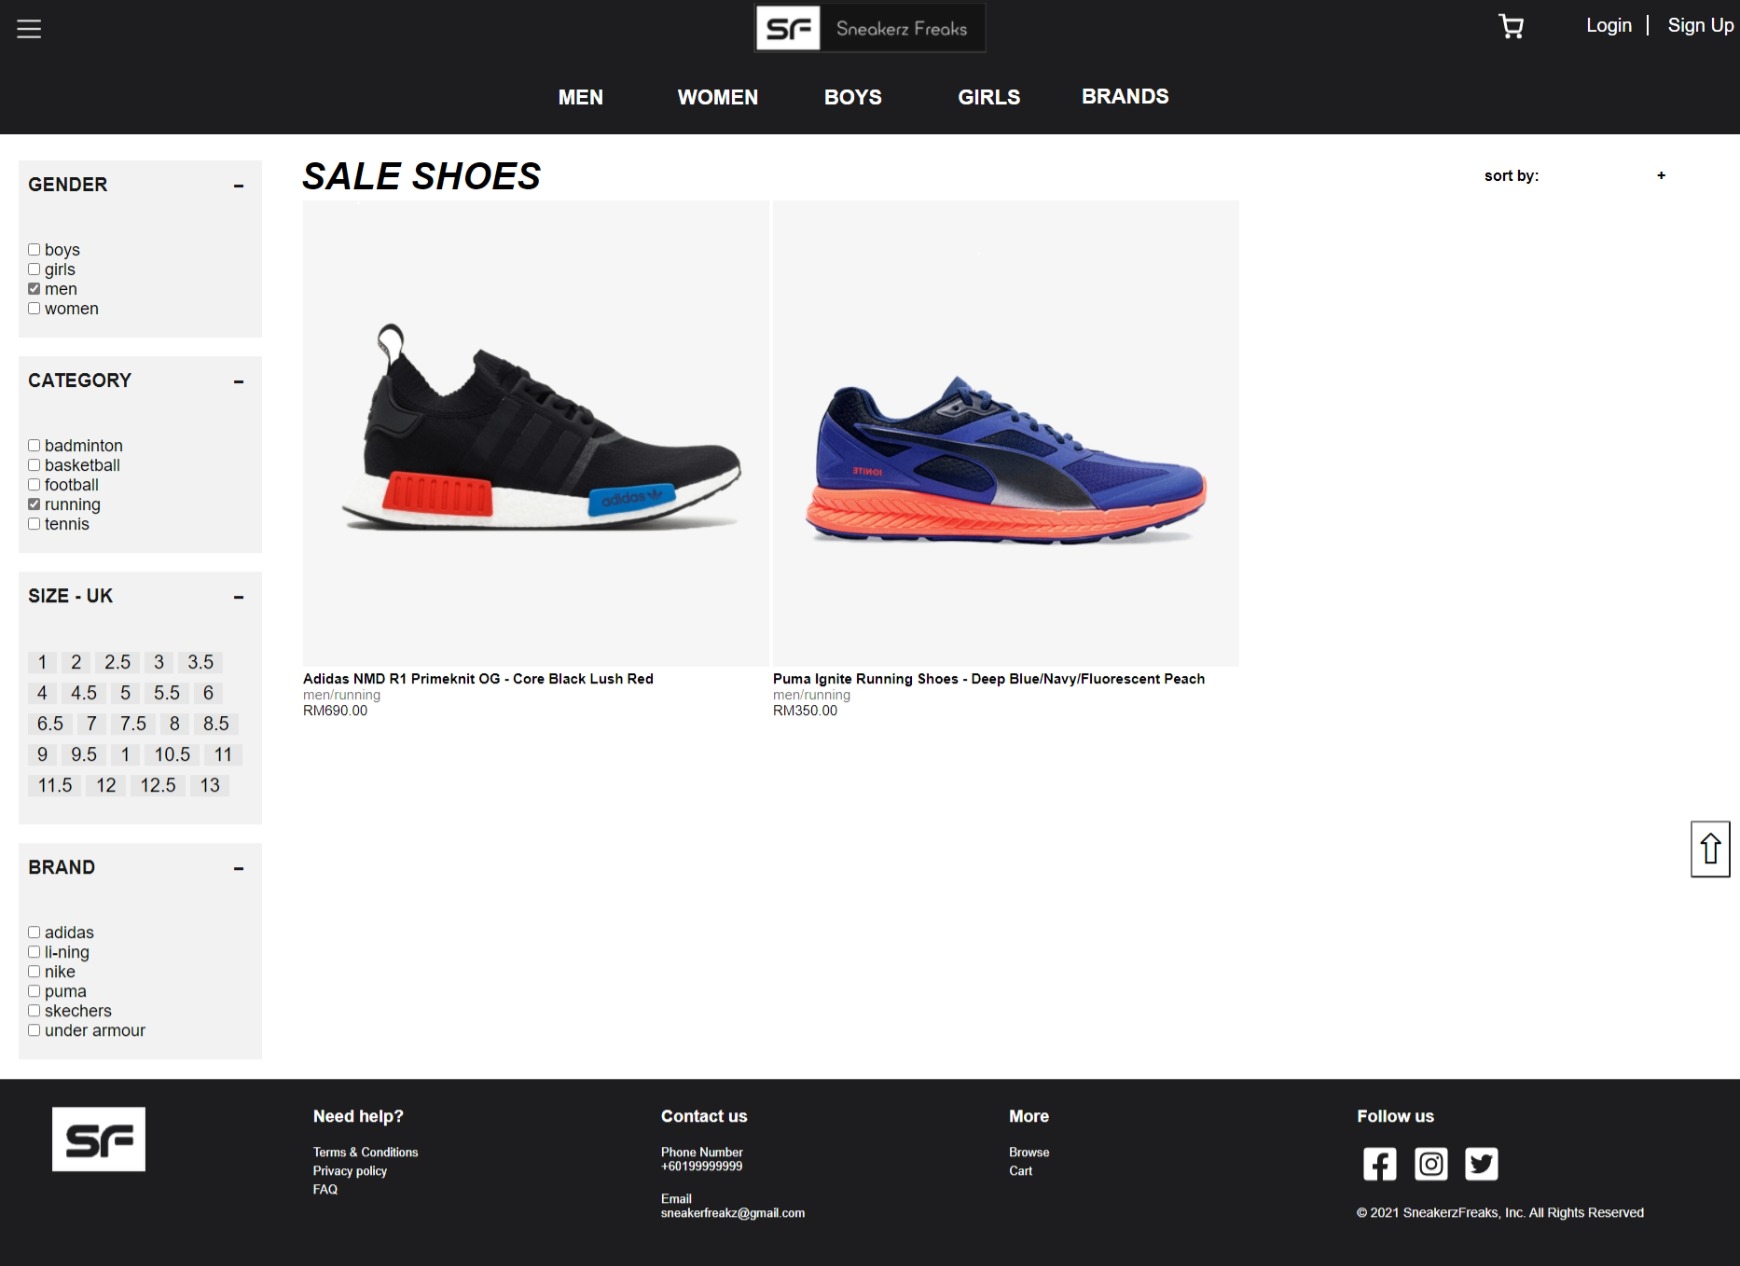 SF Sneakerz Freaks
Login | Sign Up
MEN WOMEN BOYS GIRLS BRANDS
GENDER -
boys
girls
men
women
CATEGORY -
badminton
basketball
football
running
tennis
SIZE - UK -
1 2 2.5 3 3.5
4 4.5 5 5.5 6
6.5 7 7.5 8 8.5
9 9.5 1 10.5 11
11.5 12 12.5 13
BRAND -
adidas
li-ning
nike
puma
skechers
under armour
SALE SHOES
sort by: +
adidas
IGNITE
Adidas NMD R1 Primeknit OG - Core Black Lush Red
men/running
RM690.00
Puma Ignite Running Shoes - Deep Blue/Navy/Fluorescent Peach
men/running
RM350.00
SF
Need help?
Terms & Conditions
Privacy policy
FAQ
Contact us
Phone Number
+60199999999
Email
sneakerfreakz@gmail.com
More
Browse
Cart
Follow us
© 2021 SneakerzFreaks, Inc. All Rights Reserved